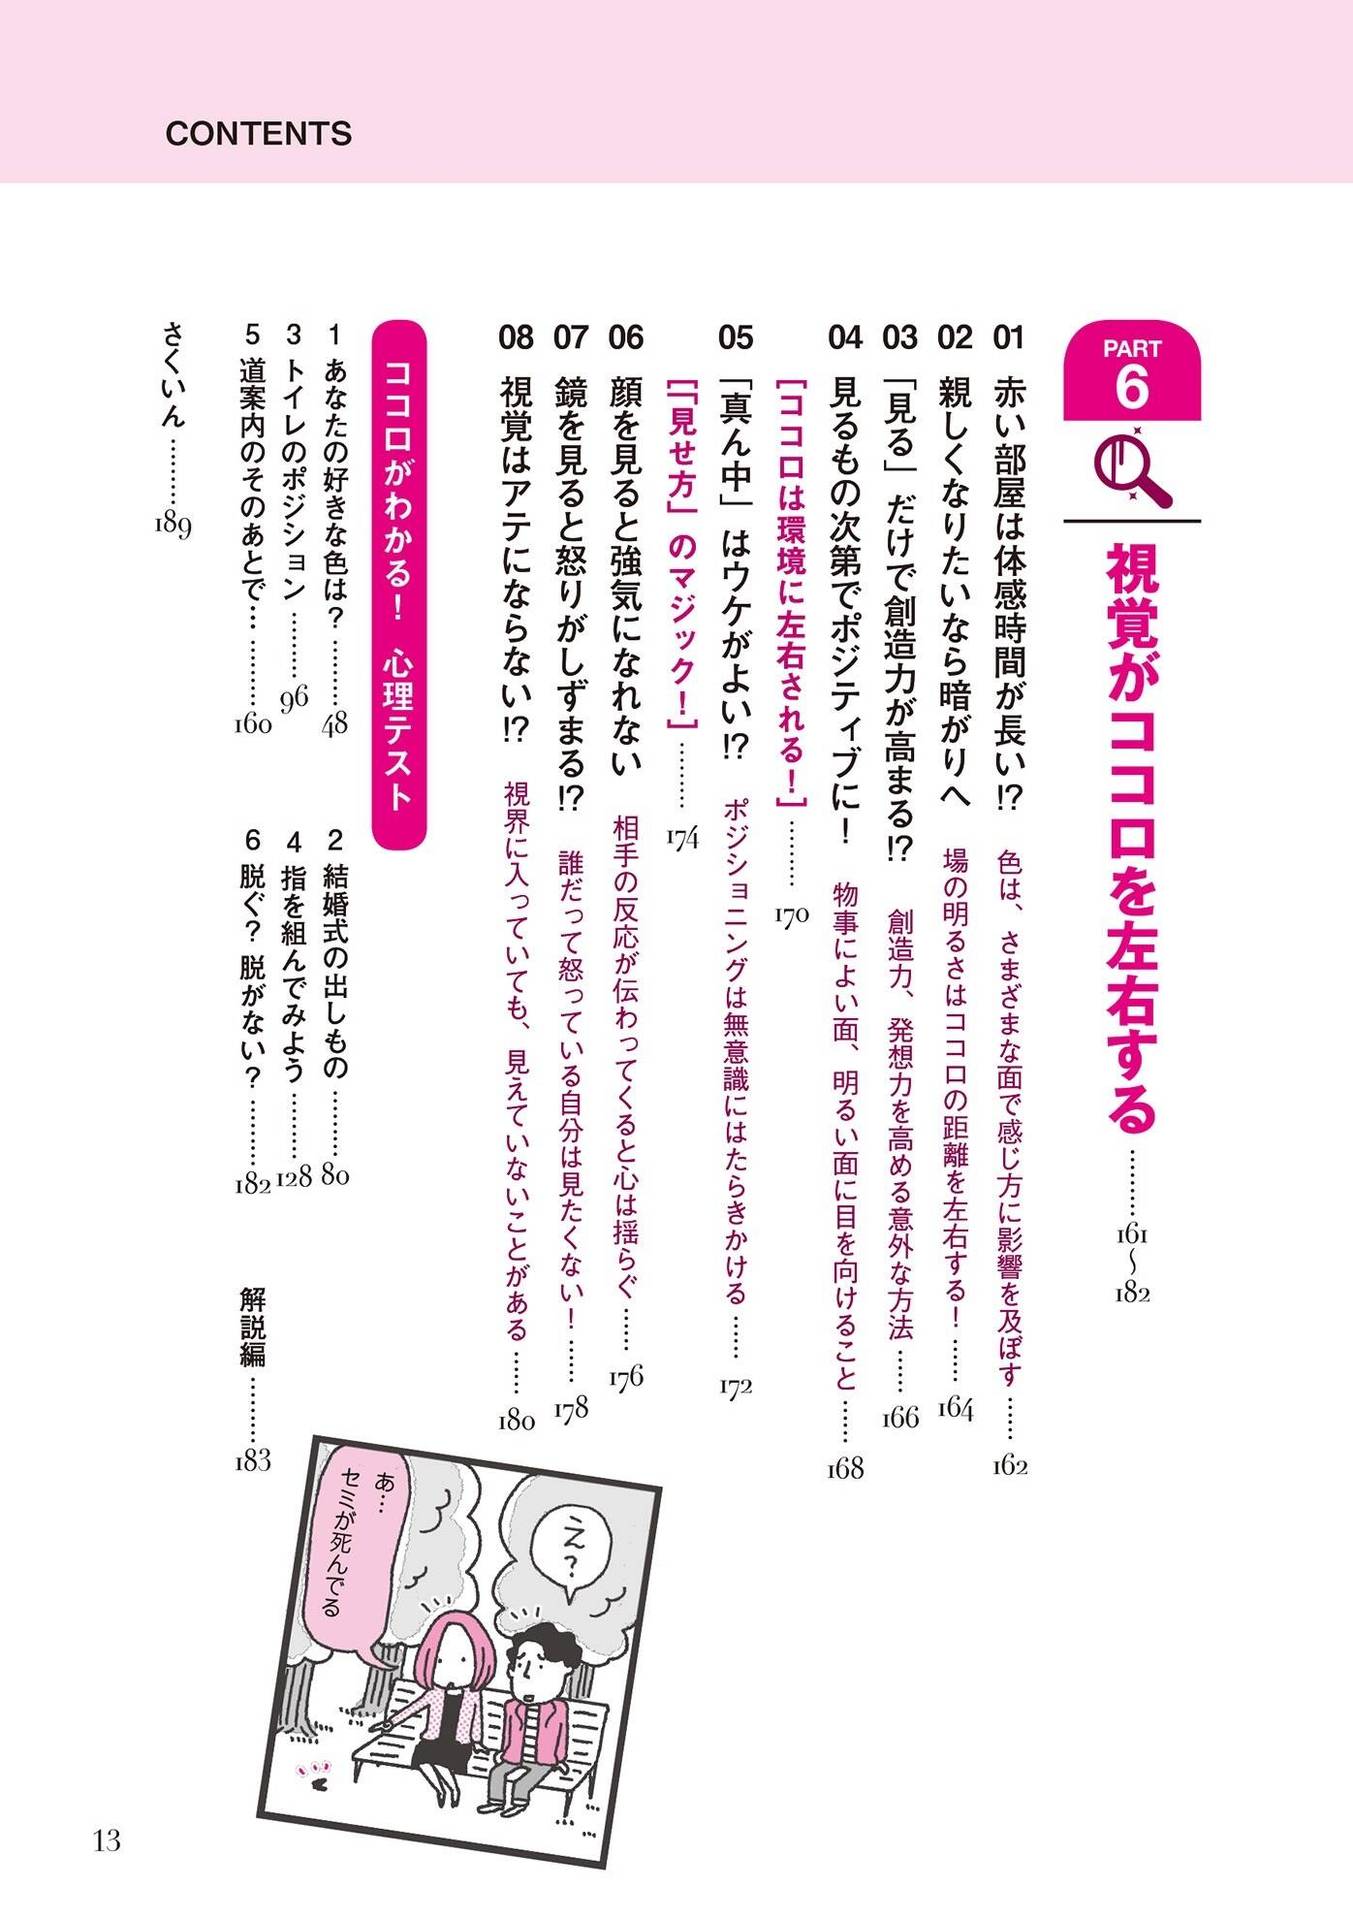 CONTENTS
PART
6
視覚がココロを左右する ……… 161〜182
01 赤い部屋は体感時間が長い!? 色は、さまざまな面で感じ方に影響を及ぼす …… 162
02 親しくなりたいなら暗がりへ 場の明るさはココロの距離を左右する！ …… 164
03 「見る」だけで創造力が高まる!? 創造力、発想力を高める意外な方法 …… 166
04 見るもの次第でポジティブに！ 物事によい面、明るい面に目を向けること …… 168
［ココロは環境に左右される！］ ……… 170
05 「真ん中」はウケがよい!? ポジショニングは無意識にはたらきかける …… 172
［「見せ方」のマジック！］ ……… 174
06 顔を見ると強気になれない 相手の反応が伝わってくると心は揺らぐ …… 176
07 鏡を見ると怒りがしずまる!? 誰だって怒っている自分は見たくない！ …… 178
08 視覚はアテにならない!? 視界に入っていても、見えていないことがある …… 180
ココロがわかる！ 心理テスト
1 あなたの好きな色は？ ……… 48
2 結婚式の出しもの ……… 80
3 トイレのポジション ……… 96
4 指を組んでみよう ……… 128
5 道案内のそのあとで… ……… 160
6 脱ぐ？ 脱がない？ ……… 182
解説編 ……… 183
さくいん ……… 189
え？
あ…
セミが死んでる
13